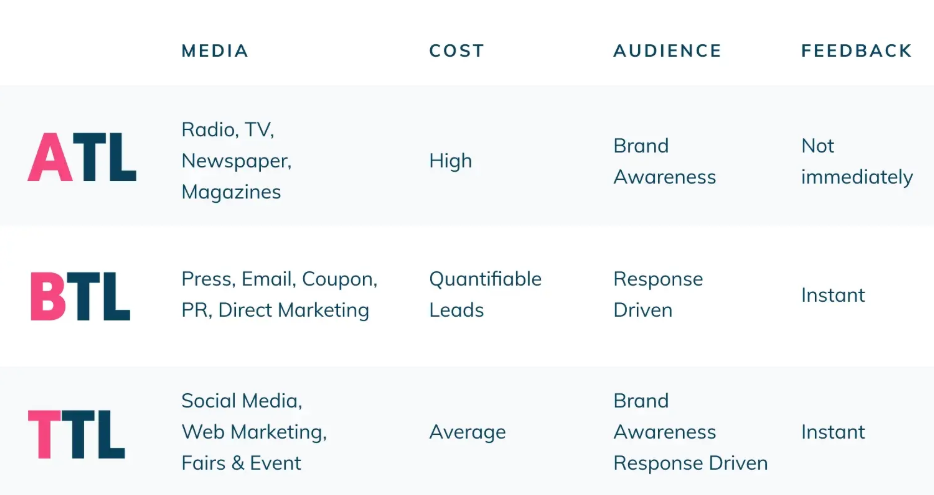 MEDIA COST AUDIENCE FEEDBACK
ATL
Radio, TV,
Newspaper,
Magazines
High
Brand
Awareness
Not
immediately
BTL
Press, Email, Coupon,
PR, Direct Marketing
Quantifiable
Leads
Response
Driven
Instant
TTL
Social Media,
Web Marketing,
Fairs & Event
Average
Brand
Awareness
Response Driven
Instant